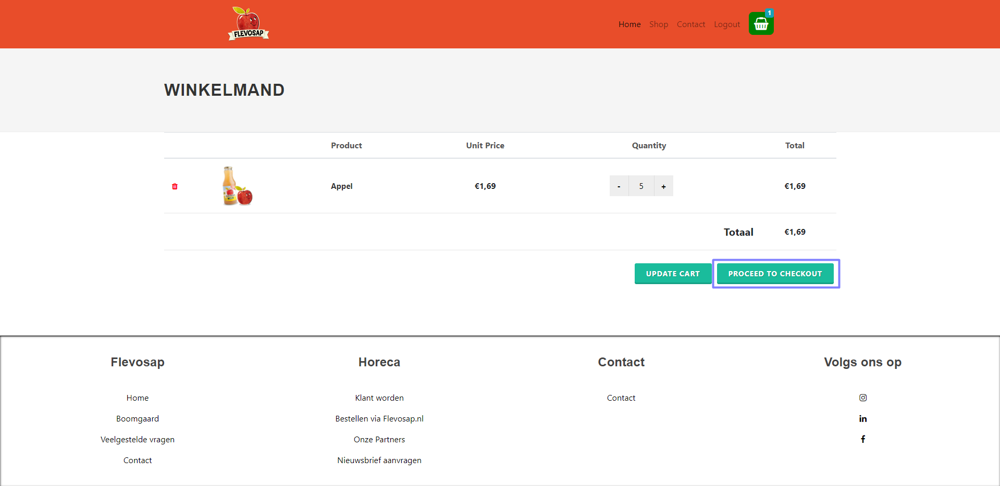 FLEVOSAP
Home Shop Contact Logout 1
WINKELMAND
Product Unit Price Quantity Total
Appel €1,69 - 5 + €1,69
Totaal €1,69
UPDATE CART PROCEED TO CHECKOUT
Flevosap Horeca Contact Volgs ons op
Home Klant worden Contact
Boomgaard Bestellen via Flevosap.nl in
Veelgestelde vragen Onze Partners f
Contact Nieuwsbrief aanvragen